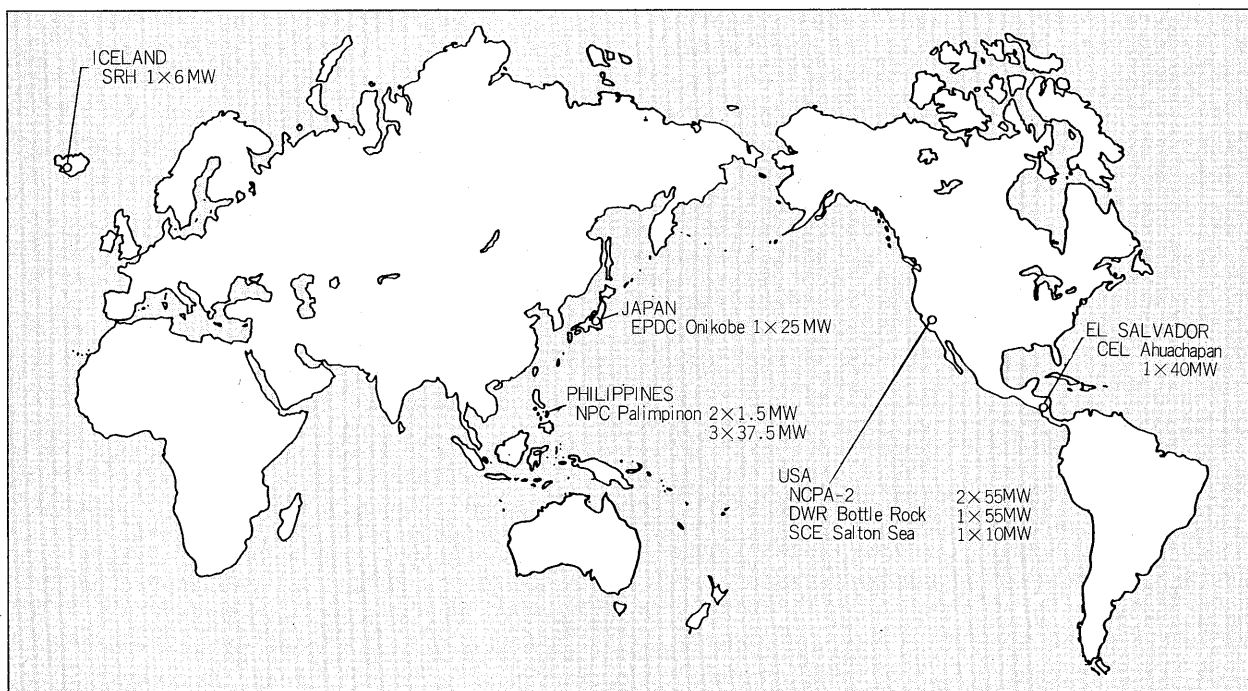 ICELAND
SRH 1×6MW
JAPAN
EPDC Onikobe 1×25MW
PHILIPPINES
NPC Palimpinon 2×1.5MW
3×37.5MW
EL SALVADOR
CEL Ahuachapan
1×40MW
USA
NCPA-2 2×55MW
DWR Bottle Rock 1×55MW
SCE Salton Sea 1×10MW